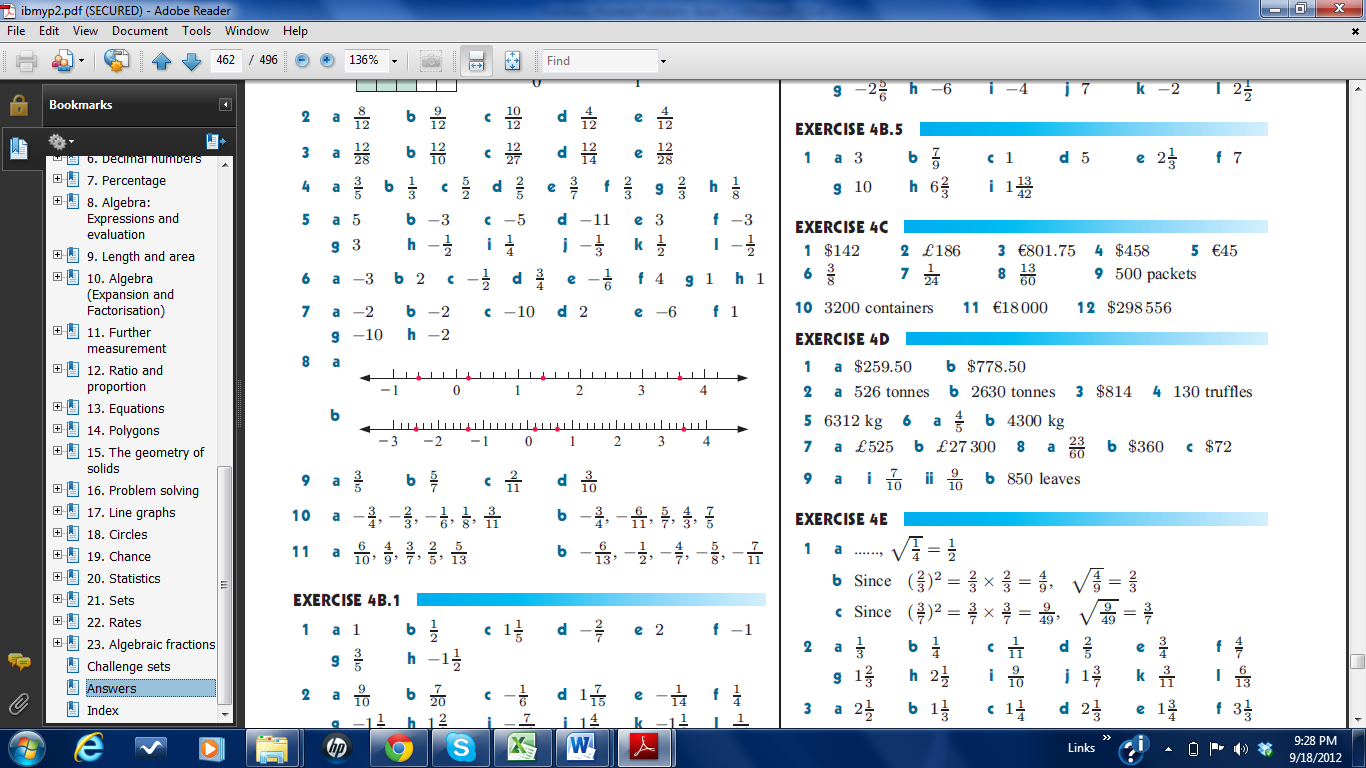 ibmyp2.pdf (SECURED) - Adobe Reader
File Edit View Document Tools Window Help
462 / 496 136% Find
Bookmarks
6. Decimal numbers
7. Percentage
8. Algebra:
Expressions and
evaluation
9. Length and area
10. Algebra
(Expansion and
Factorisation)
11. Further
measurement
12. Ratio and
proportion
13. Equations
14. Polygons
15. The geometry of
solids
16. Problem solving
17. Line graphs
18. Circles
19. Chance
20. Statistics
21. Sets
22. Rates
23. Algebraic fractions
Challenge sets
Answers
Index
0 1
2 a 8/12 b 9/12 c 10/12 d 4/12 e 4/12
3 a 12/28 b 12/10 c 12/27 d 12/14 e 12/28
4 a 3/5 b 1/3 c 5/2 d 2/5 e 3/7 f 2/3 g 2/3 h 1/8
5 a 5 b −3 c −5 d −11 e 3 f −3
g 3 h −1/2 i 1/4 j −1/3 k 1/2 l −1/2
6 a −3 b 2 c −1/2 d 3/4 e −1/6 f 4 g 1 h 1
7 a −2 b −2 c −10 d 2 e −6 f 1
g −10 h −2
8 a
−1 0 1 2 3 4
b
−3 −2 −1 0 1 2 3 4
9 a 3/5 b 5/7 c 2/11 d 3/10
10 a −3/4, −2/3, −1/6, 1/8, 3/11 b −3/4, −6/11, 5/7, 4/3, 7/5
11 a 6/10, 4/9, 3/7, 2/5, 5/13 b −6/13, −1/2, −4/7, −5/8, −7/11
EXERCISE 4B.1
1 a 1 b 1/2 c 1 1/5 d −2/7 e 2 f −1
g 3/5 h −1 1/2
2 a 9/10 b 7/20 c −1/6 d 1 7/15 e −1/14 f 1/4
g h i j k l
g −2 5/6 h −6 i −4 j 7 k −2 l 2 1/2
EXERCISE 4B.5
1 a 3 b 7/9 c 1 d 5 e 2 1/3 f 7
g 10 h 6 2/3 i 1 13/42
EXERCISE 4C
1 $142 2 £186 3 €801.75 4 $458 5 €45
6 3/8 7 1/24 8 13/60 9 500 packets
10 3200 containers 11 €18 000 12 $298 556
EXERCISE 4D
1 a $259.50 b $778.50
2 a 526 tonnes b 2630 tonnes 3 $814 4 130 truffles
5 6312 kg 6 a 4/5 b 4300 kg
7 a £525 b £27 300 8 a 23/60 b $360 c $72
9 a i 7/10 ii 9/10 b 850 leaves
EXERCISE 4E
1 a ......, √(1/4) = 1/2
b Since (2/3)² = 2/3 × 2/3 = 4/9, √(4/9) = 2/3
c Since (3/7)² = 3/7 × 3/7 = 9/49, √(9/49) = 3/7
2 a 1/3 b 1/4 c 1/11 d 2/5 e 3/4 f 4/7
g 1 2/3 h 2 1/2 i 9/10 j 1 3/7 k 3/11 l 6/13
3 a 2 1/2 b 1 1/3 c 1 1/4 d 2 1/3 e 1 3/4 f 3 1/3
hp
Links
9:28 PM
9/18/2012